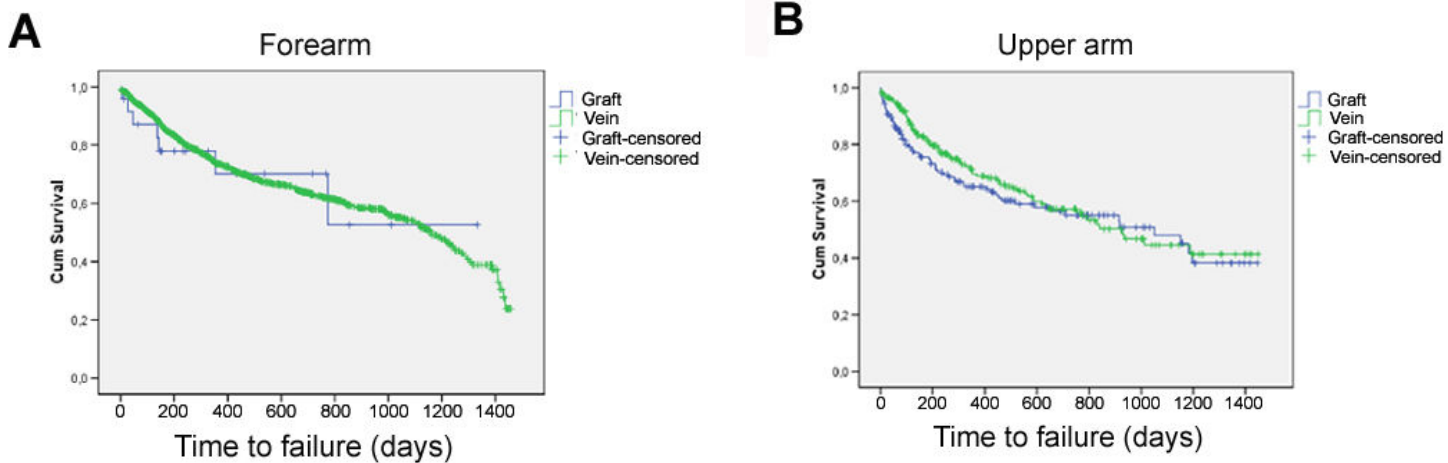 A
Forearm
Cum Survival
1,0
0,8
0,6
0,4
0,2
0,0
0 200 400 600 800 1000 1200 1400
Time to failure (days)
Graft
Vein
Graft-censored
Vein-censored
B
Upper arm
Cum Survival
1,0
0,8
0,6
0,4
0,2
0,0
0 200 400 600 800 1000 1200 1400
Time to failure (days)
Graft
Vein
Graft-censored
Vein-censored